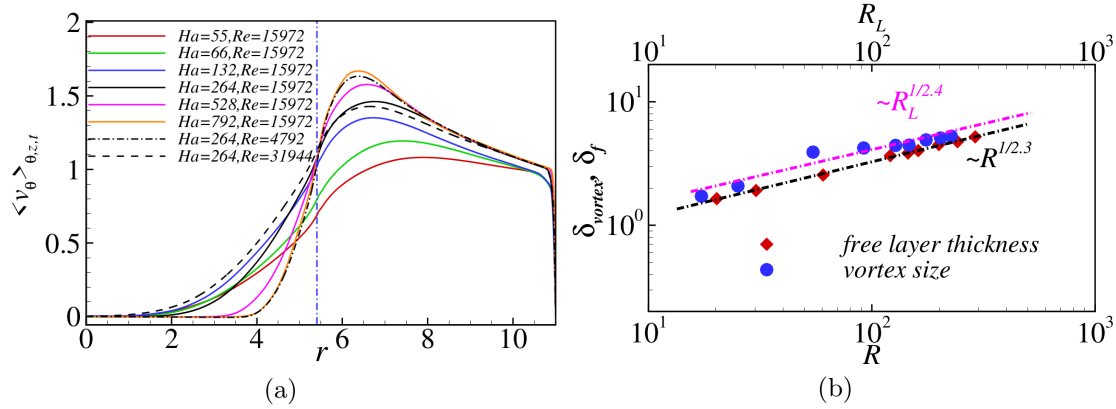 2
1.5
1
0.5
0
<v_θ>_θ,z,t
Ha=55,Re=15972
Ha=66,Re=15972
Ha=132,Re=15972
Ha=264,Re=15972
Ha=528,Re=15972
Ha=792,Re=15972
Ha=264,Re=4792
Ha=264,Re=31944
0 2 4 6 8 10
r
(a)
R_L
10^1 10^2 10^3
10^1
10^0
δ_vortex, δ_f
~R_L^1/2.4
~R^1/2.3
free layer thickness
vortex size
10^1 10^2 10^3
R
(b)